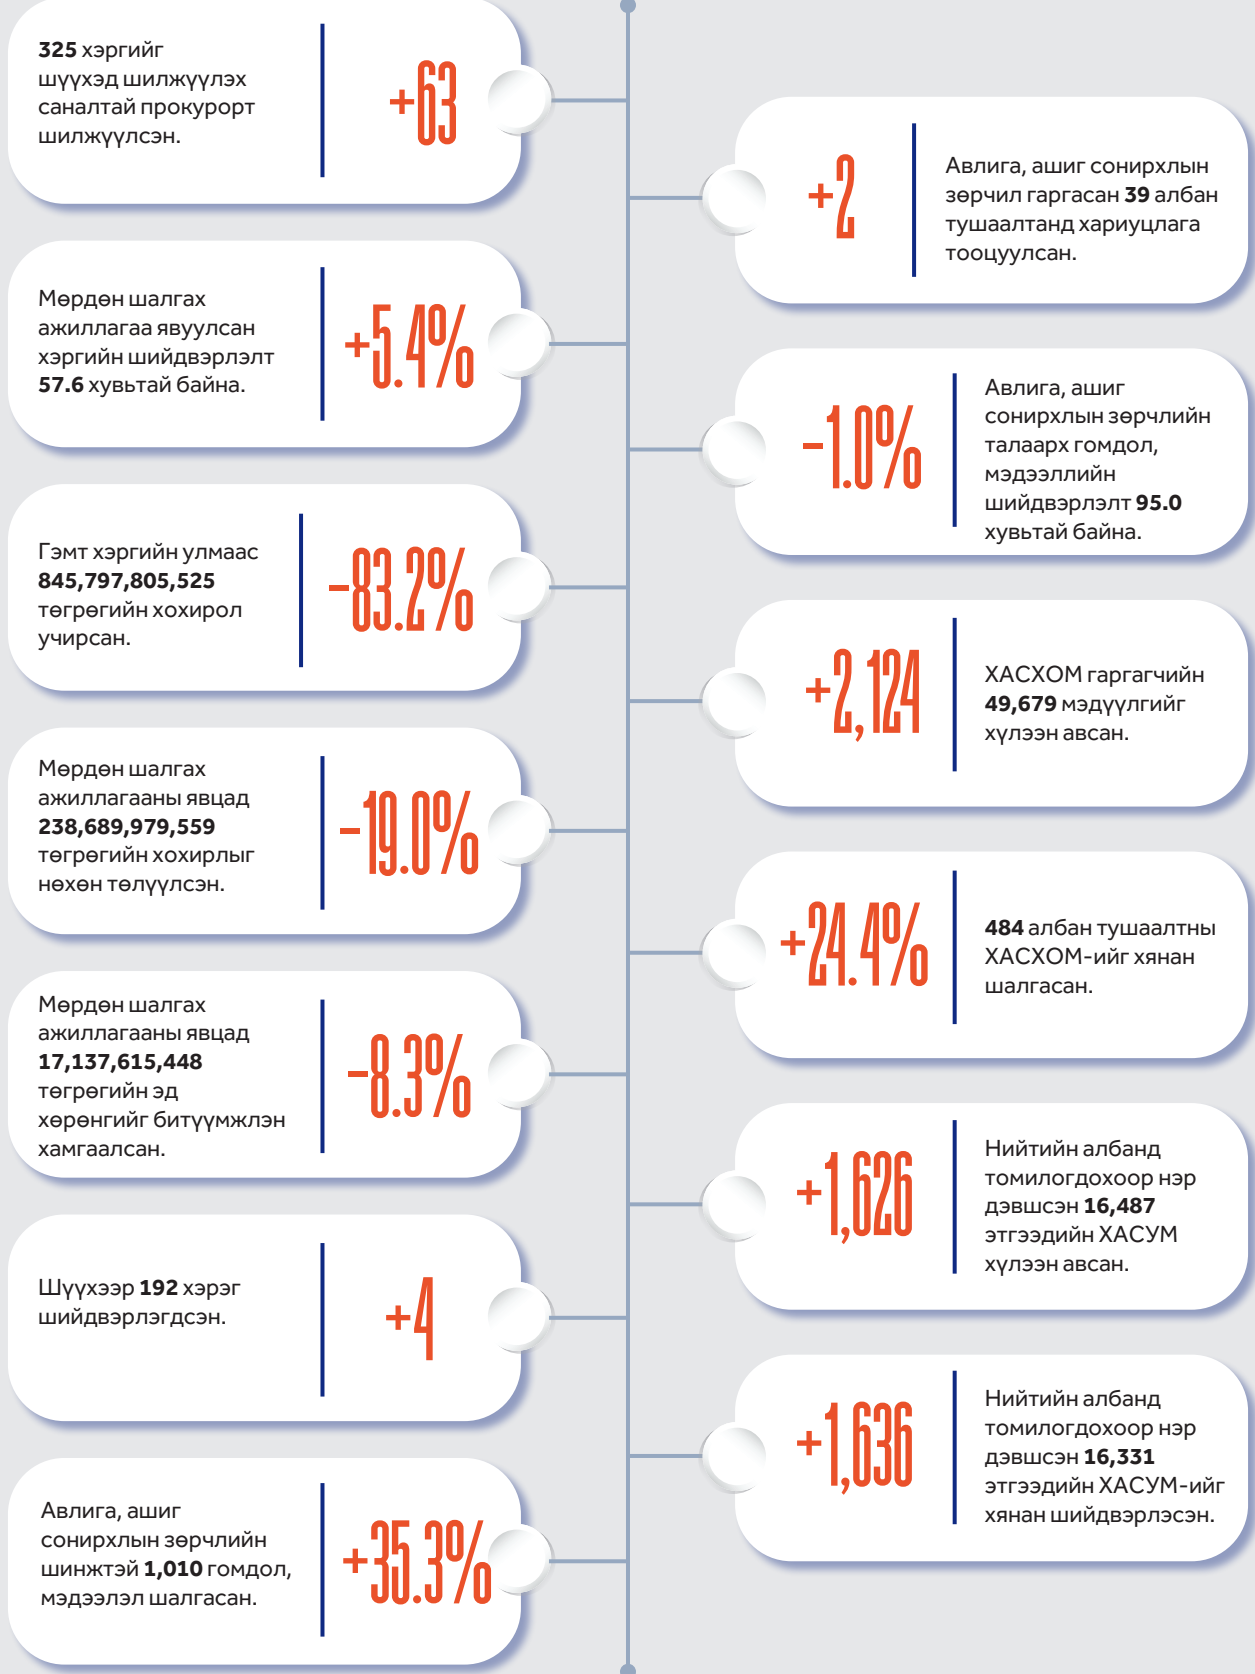 325 хэргийг
шүүхэд шилжүүлэх
саналтай прокурорт
шилжүүлсэн.
+63
Мөрдөн шалгах
ажиллагаа явуулсан
хэргийн шийдвэрлэлт
57.6 хувьтай байна.
+5.4%
Гэмт хэргийн улмаас
845,797,805,525
төгрөгийн хохирол
учирсан.
–83.2%
Мөрдөн шалгах
ажиллагааны явцад
238,689,979,559
төгрөгийн хохирлыг
нөхөн төлүүлсэн.
–19.0%
Мөрдөн шалгах
ажиллагааны явцад
17,137,615,448
төгрөгийн эд
хөрөнгийг битүүмжлэн
хамгаалсан.
–8.3%
Шүүхээр 192 хэрэг
шийдвэрлэгдсэн.
+4
Авлига, ашиг
сонирхлын зөрчлийн
шинжтэй 1,010 гомдол,
мэдээлэл шалгасан.
+35.3%
+2
Авлига, ашиг сонирхлын
зөрчил гаргасан 39 албан
тушаалтанд хариуцлага
тооцуулсан.
–1.0%
Авлига, ашиг
сонирхлын зөрчлийн
талаарх гомдол,
мэдээллийн
шийдвэрлэлт 95.0
хувьтай байна.
+2,124
ХАСХОМ гаргагчийн
49,679 мэдүүлгийг
хүлээн авсан.
+24.4%
484 албан тушаалтны
ХАСХОМ-ийг хянан
шалгасан.
+1,626
Нийтийн албанд
томилогдохоор нэр
дэвшсэн 16,487
этгээдийн ХАСУМ
хүлээн авсан.
+1,636
Нийтийн албанд
томилогдохоор нэр
дэвшсэн 16,331
этгээдийн ХАСУМ-ийг
хянан шийдвэрлэсэн.